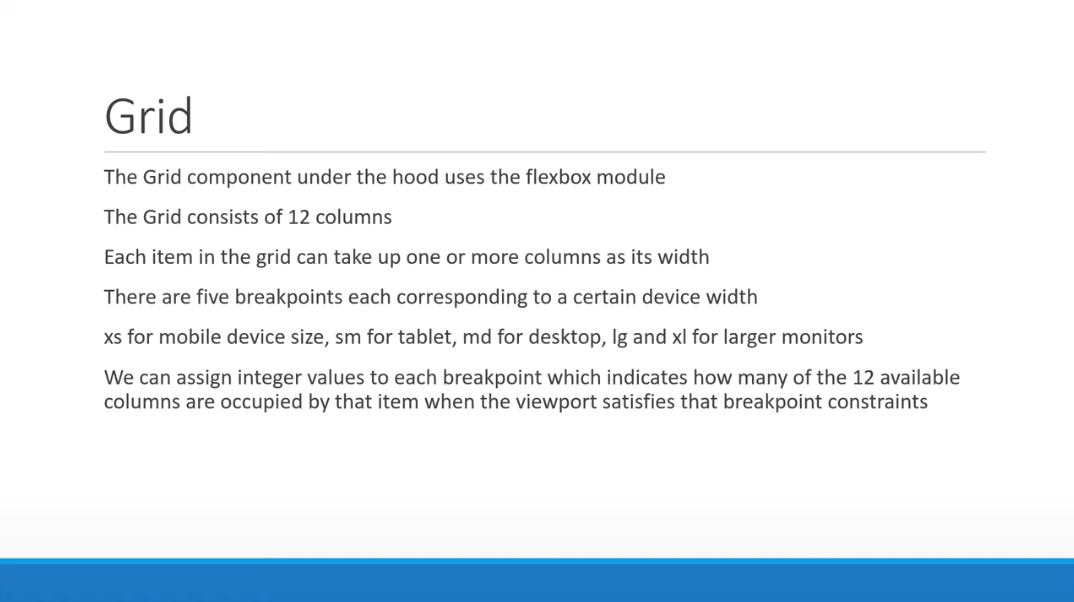 Grid
The Grid component under the hood uses the flexbox module
The Grid consists of 12 columns
Each item in the grid can take up one or more columns as its width
There are five breakpoints each corresponding to a certain device width
xs for mobile device size, sm for tablet, md for desktop, lg and xl for larger monitors
We can assign integer values to each breakpoint which indicates how many of the 12 available
columns are occupied by that item when the viewport satisfies that breakpoint constraints